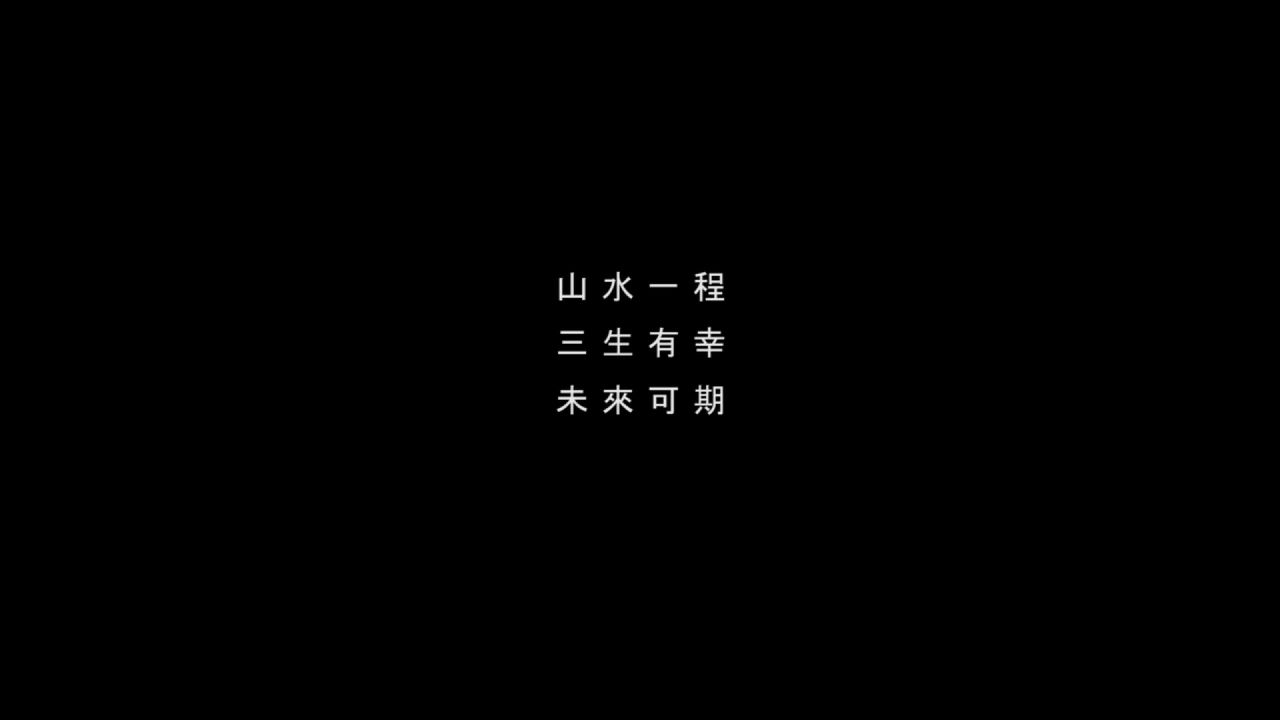 山水一程
三生有幸
未來可期